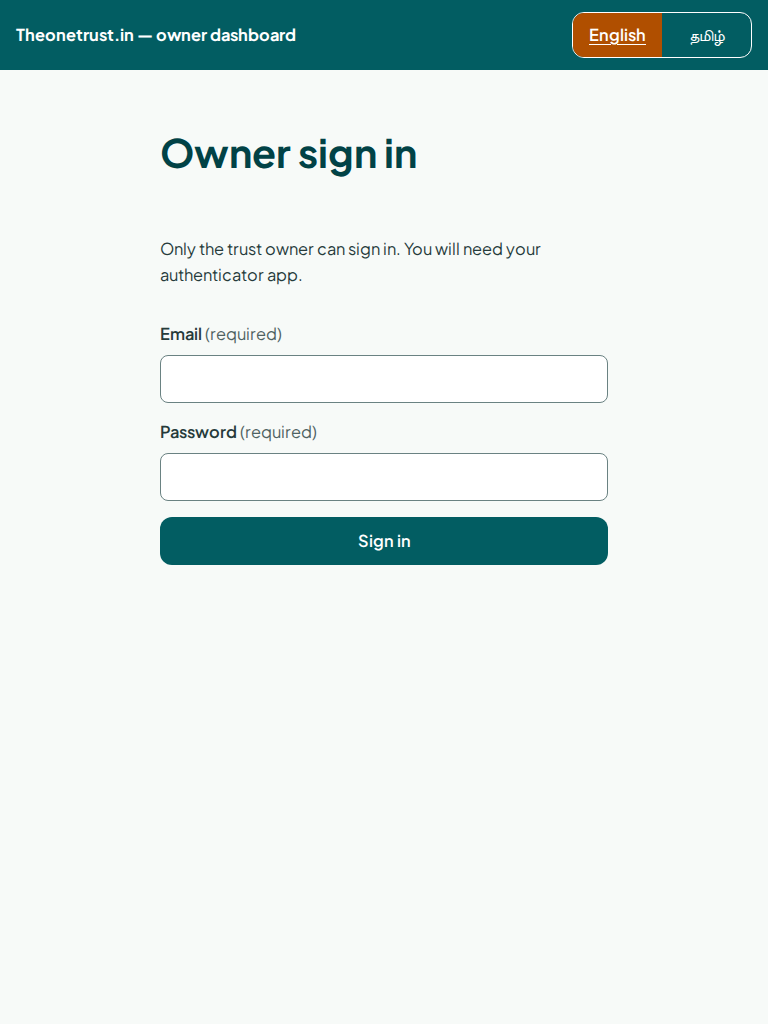 Theonetrust.in — owner dashboard
English
தமிழ்
Owner sign in
Only the trust owner can sign in. You will need your
authenticator app.
Email (required)
Password (required)
Sign in